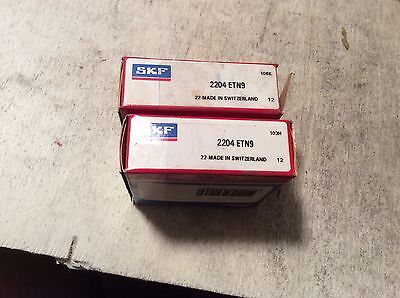 SKF
106E
2204 ETN9
22-MADE IN SWITZERLAND 12
SKF
103H
2204 ETN9
22-MADE IN SWITZERLAND 12